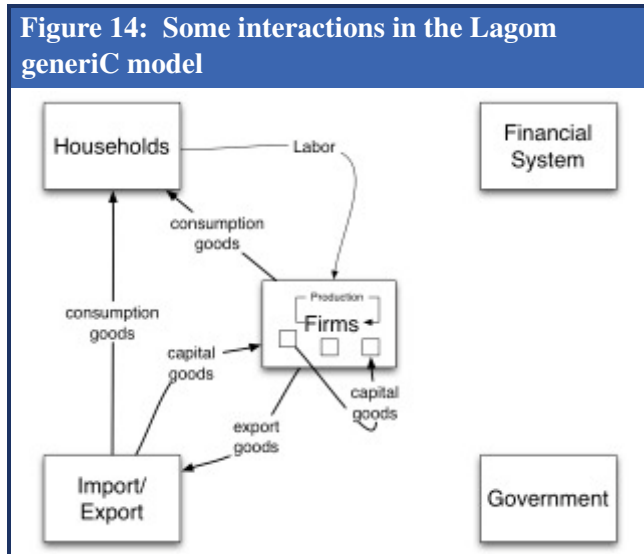 Figure 14:  Some interactions in the Lagom
generiC model
Households
Labor
Financial
System
consumption
goods
Production
Firms
consumption
goods
capital
goods
capital
goods
export
goods
Import/
Export
Government